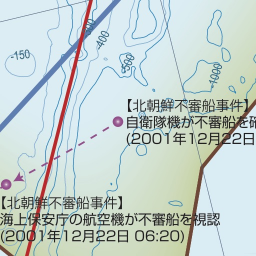 -150
-400
-500
-1000
【北朝鮮不審船事件】
自衛隊機が不審船を確
(2001年12月22日
【北朝鮮不審船事件】
海上保安庁の航空機が不審船を視認
(2001年12月22日 06:20)